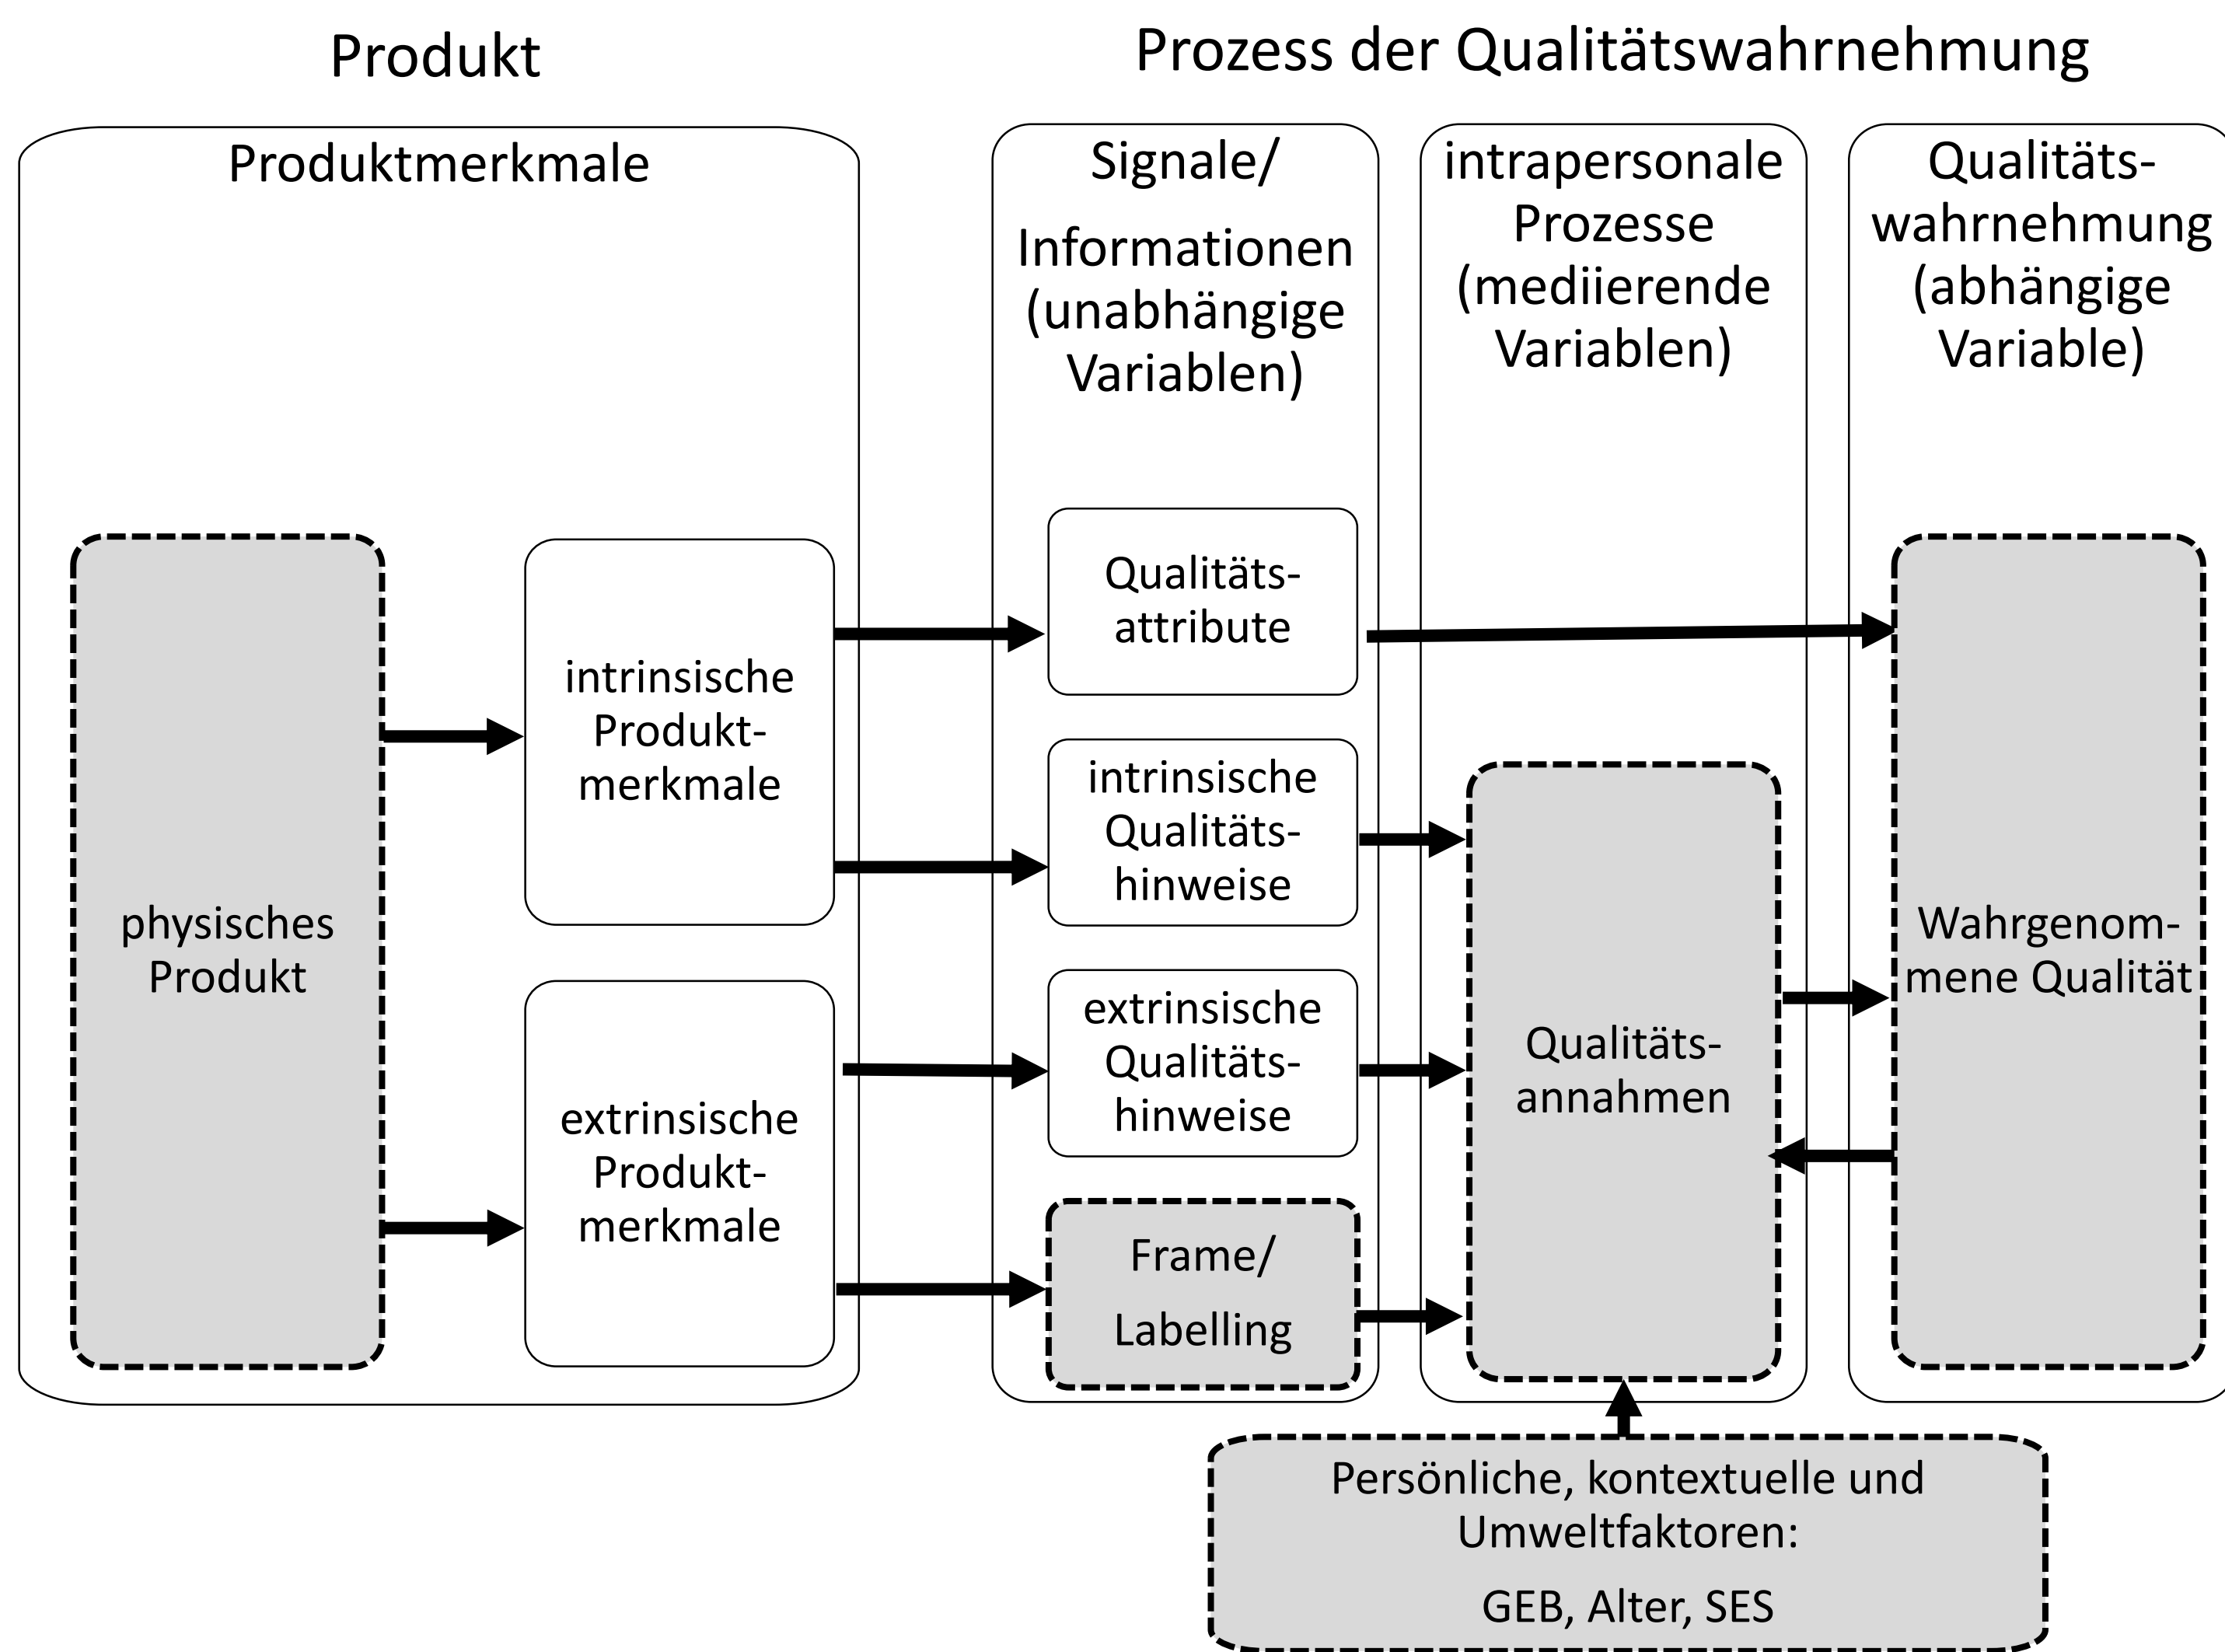 Produkt
Prozess der Qualitätswahrnehmung
Produktmerkmale
Signale/
Informationen
(unabhängige
Variablen)
intrapersonale
Prozesse
(mediierende
Variablen)
Qualitäts-
wahrnehmung
(abhängige
Variable)
physisches
Produkt
intrinsische
Produkt-
merkmale
extrinsische
Produkt-
merkmale
Qualitäts-
attribute
intrinsische
Qualitäts-
hinweise
extrinsische
Qualitäts-
hinweise
Frame/
Labelling
Qualitäts-
annahmen
Wahrgenom-
mene Qualität
Persönliche, kontextuelle und
Umweltfaktoren:
GEB, Alter, SES